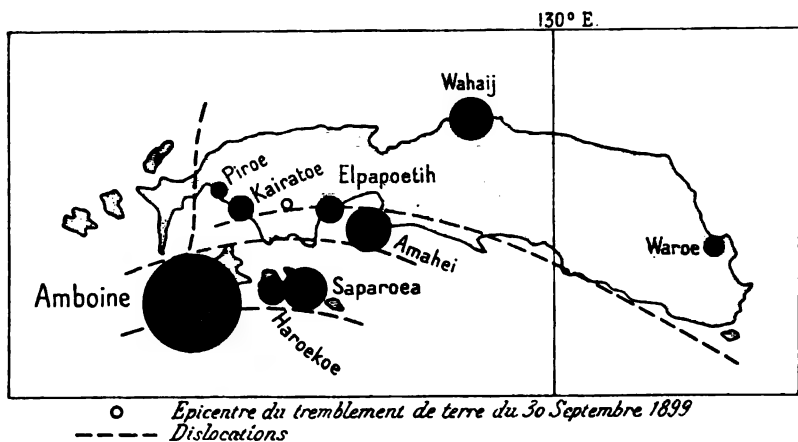 130° E.
Wahaij
Piroe
Kairatoe
Elpapoetih
Amahei
Waroe
Amboine
Saparoea
Haroekoe
Epicentre du tremblement de terre du 30 Septembre 1899
Dislocations